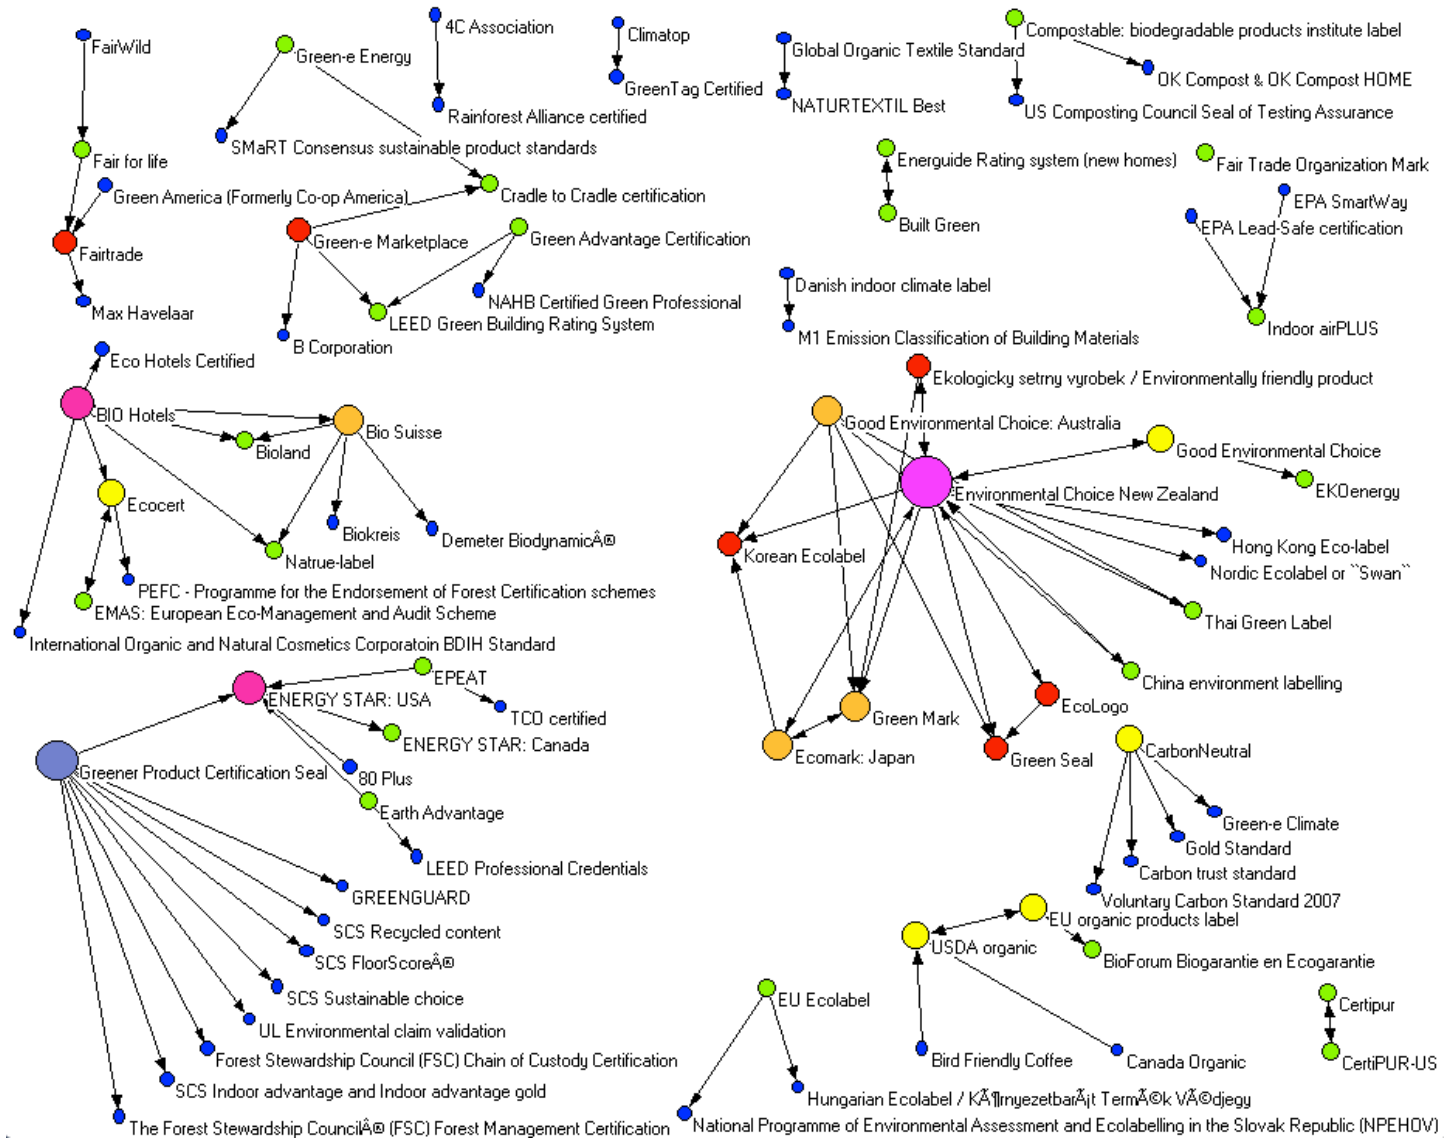 FairWild
Green-e Energy
4C Association
Climatop
Global Organic Textile Standard
Compostable: biodegradable products institute label
OK Compost & OK Compost HOME
GreenTag Certified
NATURTEXTIL Best
US Composting Council Seal of Testing Assurance
Rainforest Alliance certified
SMaRT Consensus sustainable product standards
Fair for life
Energuide Rating system (new homes)
Fair Trade Organization Mark
Green America (Formerly Co-op America)
Cradle to Cradle certification
EPA SmartWay
Built Green
EPA Lead-Safe certification
Fairtrade
Green-e Marketplace
Green Advantage Certification
Danish indoor climate label
NAHB Certified Green Professional
Max Havelaar
LEED Green Building Rating System
Indoor airPLUS
B Corporation
M1 Emission Classification of Building Materials
Eco Hotels Certified
Ekologicky setrny vyrobek / Environmentally friendly product
BIO Hotels
Bio Suisse
Good Environmental Choice: Australia
Bioland
Good Environmental Choice
Ecocert
Environmental Choice New Zealand
EKOenergy
Biokreis
Demeter BiodynamicÂ®
Korean Ecolabel
Hong Kong Eco-label
Natrue-label
Nordic Ecolabel or ``Swan``
PEFC - Programme for the Endorsement of Forest Certification schemes
EMAS: European Eco-Management and Audit Scheme
Thai Green Label
International Organic and Natural Cosmetics Corporatoin BDIH Standard
EPEAT
China environment labelling
ENERGY STAR: USA
EcoLogo
TCO certified
Green Mark
ENERGY STAR: Canada
CarbonNeutral
Ecomark: Japan
Green Seal
Greener Product Certification Seal
80 Plus
Earth Advantage
Green-e Climate
Gold Standard
LEED Professional Credentials
Carbon trust standard
GREENGUARD
Voluntary Carbon Standard 2007
EU organic products label
SCS Recycled content
USDA organic
SCS FloorScoreÂ®
BioForum Biogarantie en Ecogarantie
SCS Sustainable choice
EU Ecolabel
Certipur
UL Environmental claim validation
Forest Stewardship Council (FSC) Chain of Custody Certification
Bird Friendly Coffee
Canada Organic
CertiPUR-US
SCS Indoor advantage and Indoor advantage gold
Hungarian Ecolabel / KÃ¶rnyezetbarÃ¡t TermÃ©k VÃ©djegy
The Forest Stewardship CouncilÂ® (FSC) Forest Management Certification
National Programme of Environmental Assessment and Ecolabelling in the Slovak Republic (NPEHOV)